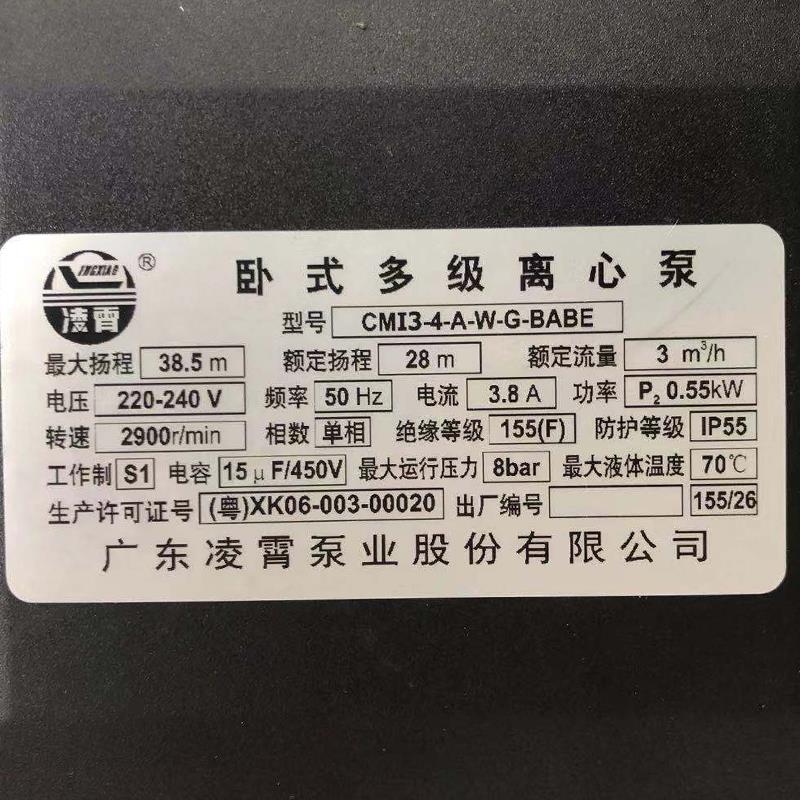 LINGXIAO ®
凌霄
卧式多级离心泵
型号 CMI3-4-A-W-G-BABE
最大扬程 38.5 m 额定扬程 28 m 额定流量 3 m³/h
电压 220-240 V 频率 50 Hz 电流 3.8 A 功率 P₂ 0.55kW
转速 2900r/min 相数 单相 绝缘等级 155(F) 防护等级 IP55
工作制 S1 电容 15μF/450V 最大运行压力 8bar 最大液体温度 70℃
生产许可证号 (粤)XK06-003-00020 出厂编号 155/26
广东凌霄泵业股份有限公司